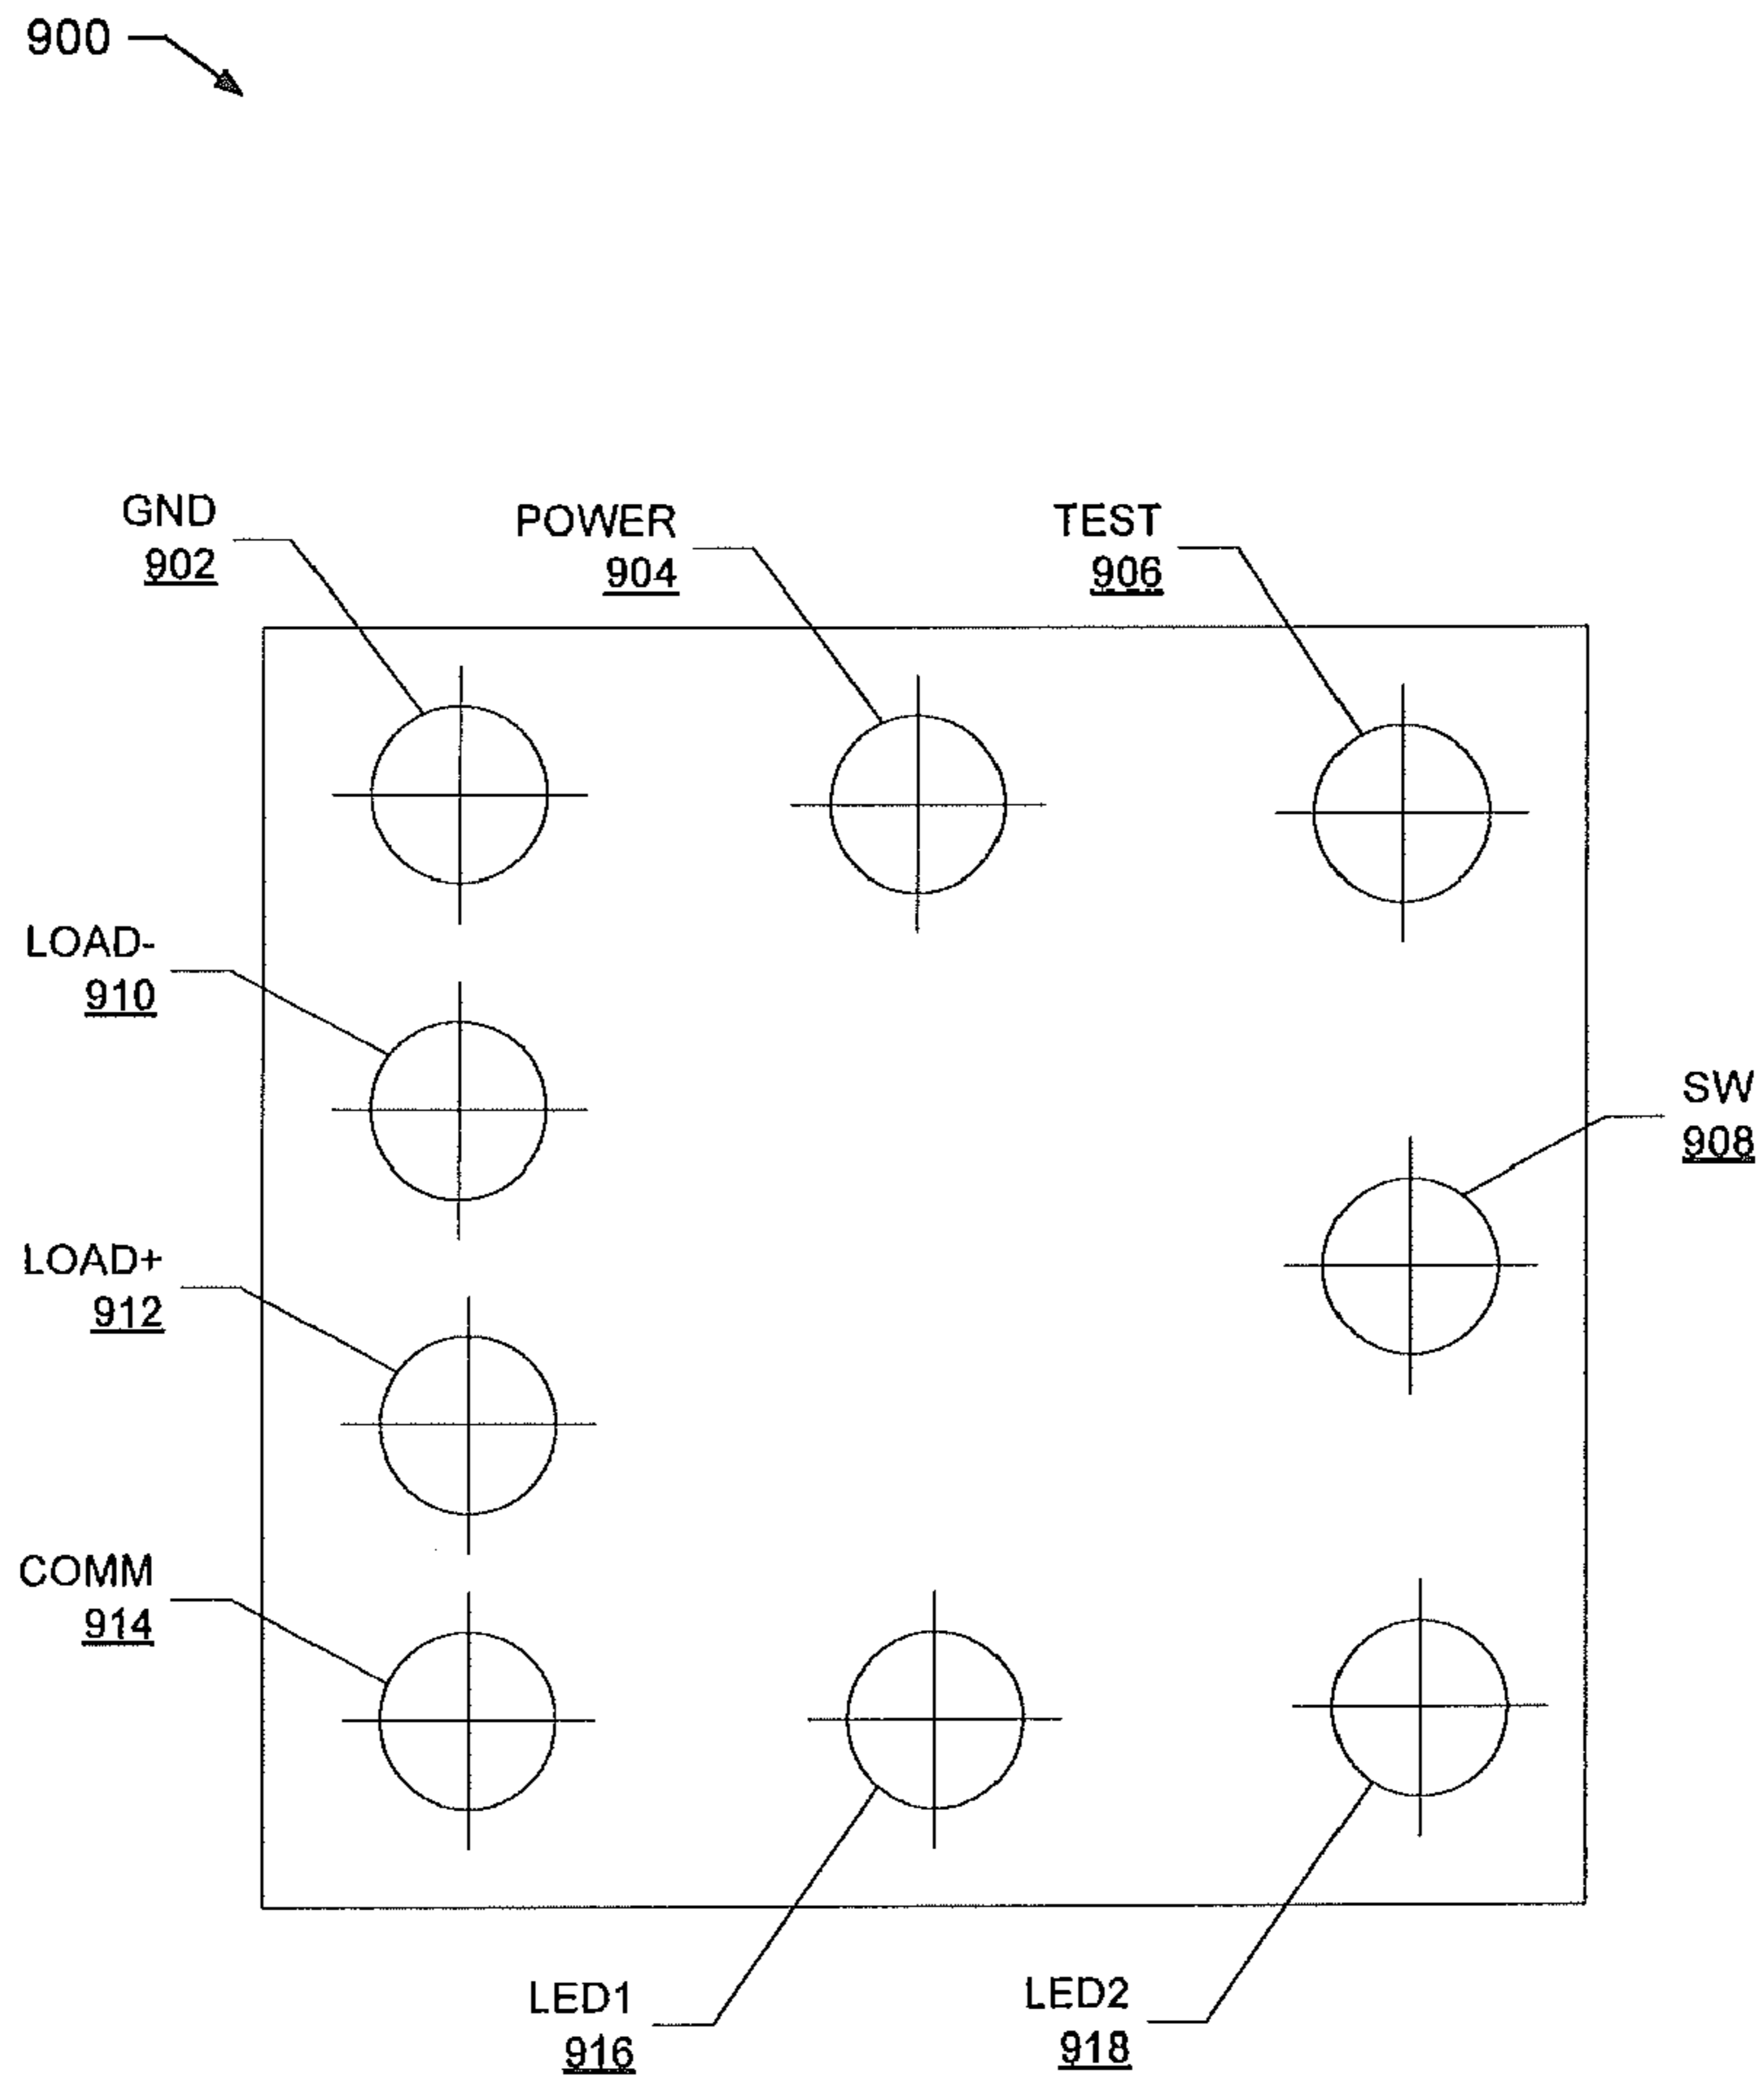 900
GND
902
POWER
904
TEST
906
LOAD-
910
SW
908
LOAD+
912
COMM
914
LED1
916
LED2
918